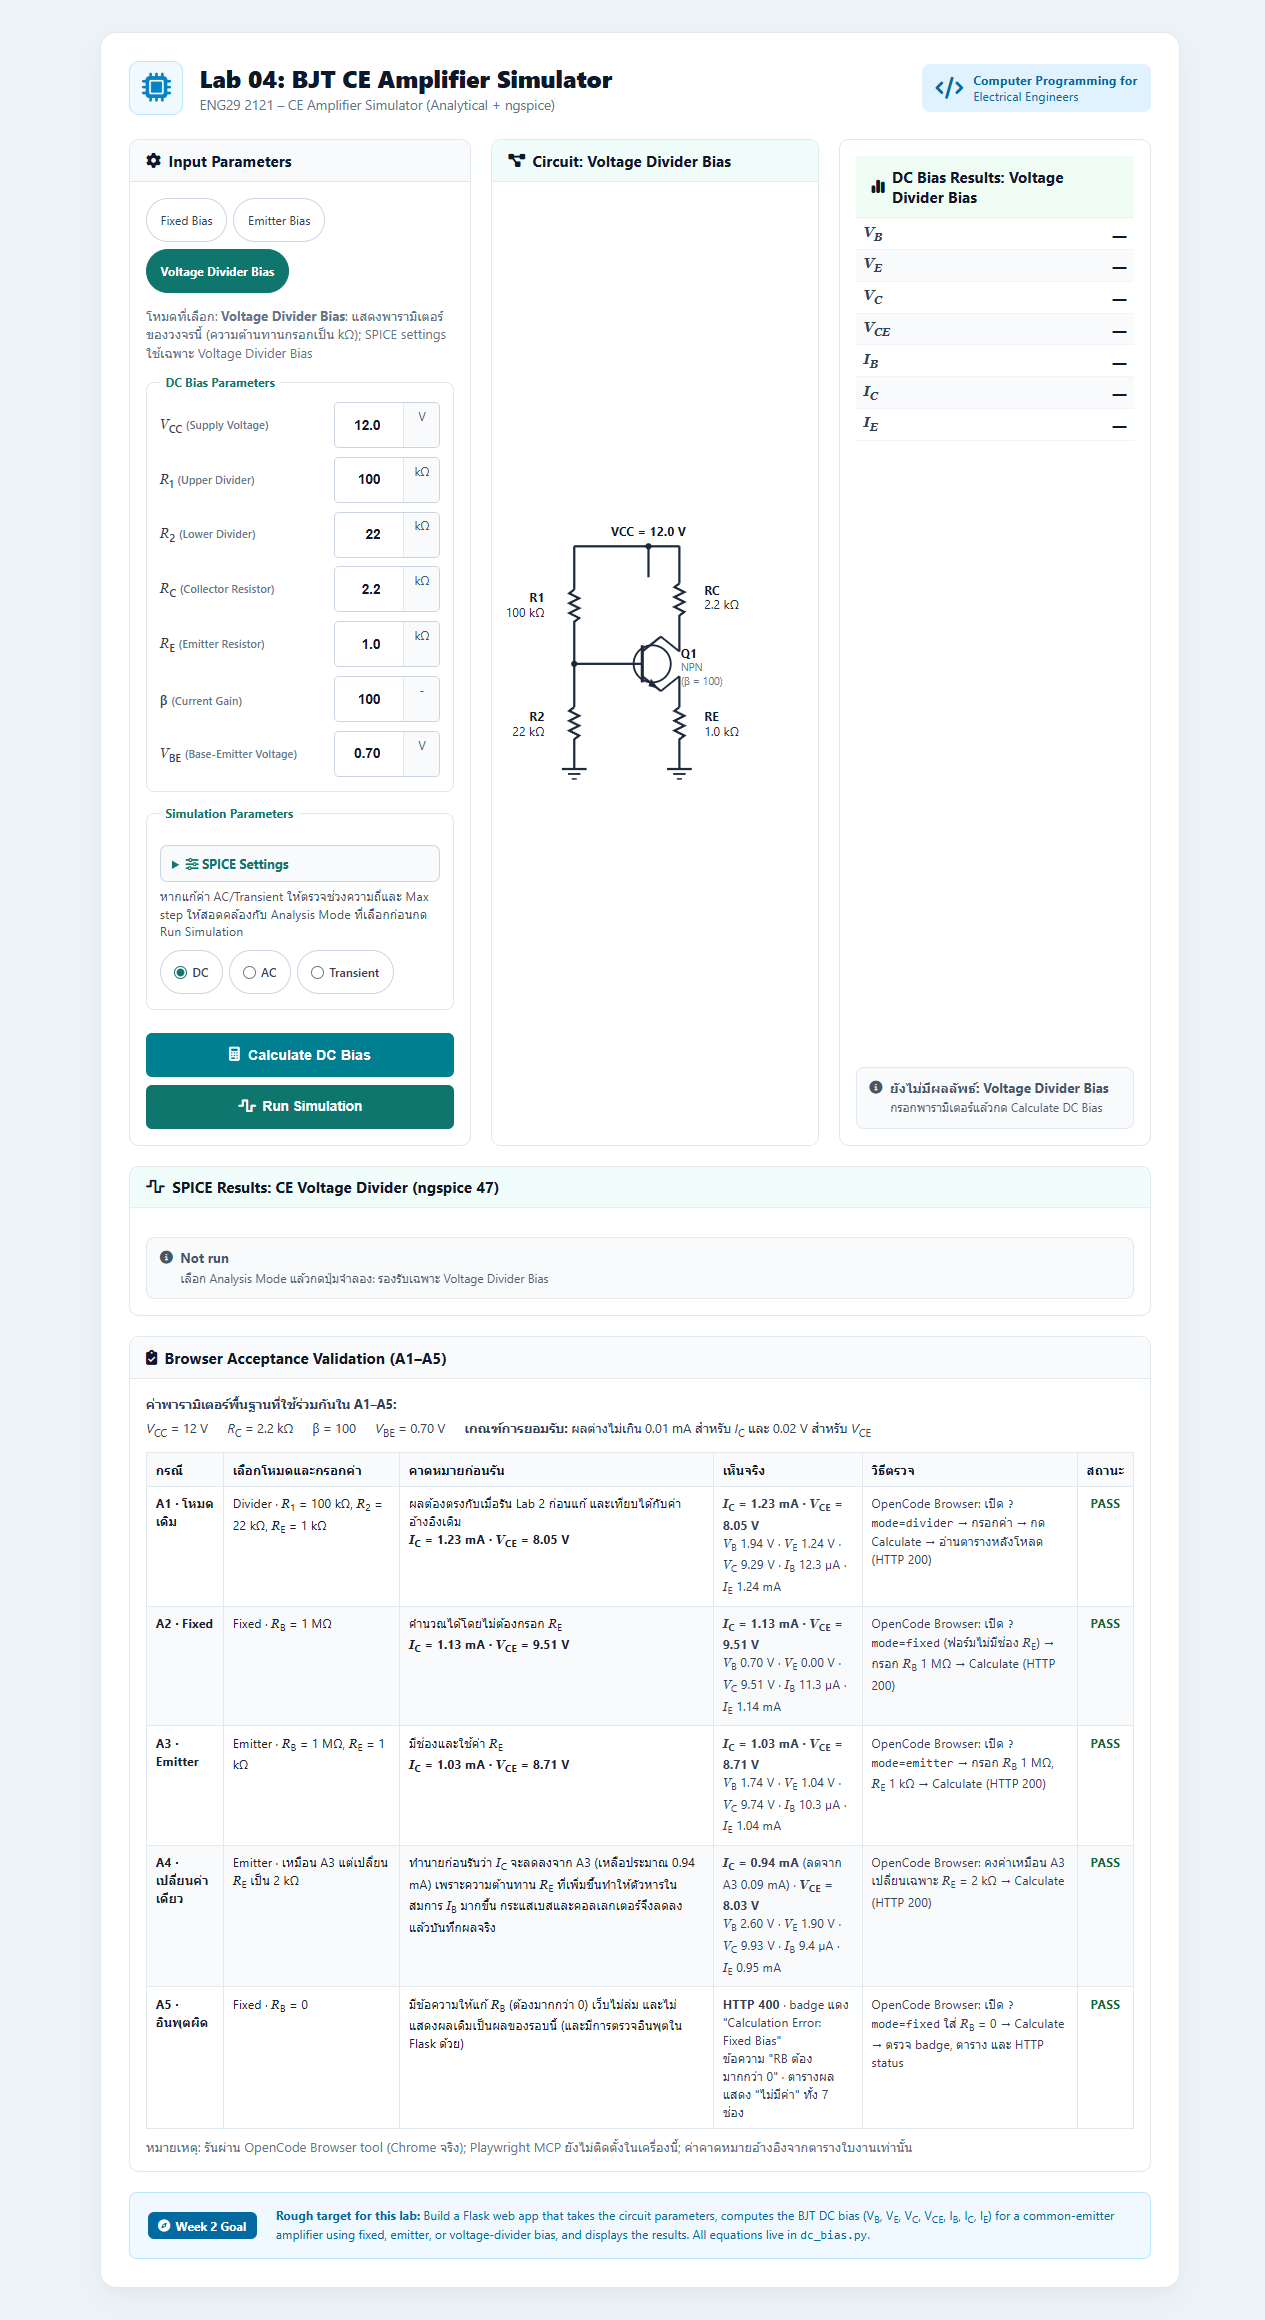 Lab 04: BJT CE Amplifier Simulator
ENG29 2121 – CE Amplifier Simulator (Analytical + ngspice)
Computer Programming for
Electrical Engineers
Input Parameters
Fixed Bias
Emitter Bias
Voltage Divider Bias
โหมดที่เลือก: Voltage Divider Bias: แสดงพารามิเตอร์
ของวงจรนี้ (ความต้านทานกรอกเป็น kΩ); SPICE settings
ใช้เฉพาะ Voltage Divider Bias
DC Bias Parameters
VCC (Supply Voltage) 12.0 V
R1 (Upper Divider) 100 kΩ
R2 (Lower Divider) 22 kΩ
RC (Collector Resistor) 2.2 kΩ
RE (Emitter Resistor) 1.0 kΩ
β (Current Gain) 100 -
VBE (Base-Emitter Voltage) 0.70 V
Simulation Parameters
SPICE Settings
หากแก้ค่า AC/Transient ให้ตรวจช่วงความถี่และ Max
step ให้สอดคล้องกับ Analysis Mode ที่เลือกก่อนกด
Run Simulation
DC
AC
Transient
Calculate DC Bias
Run Simulation
Circuit: Voltage Divider Bias
VCC = 12.0 V
R1
100 kΩ
RC
2.2 kΩ
Q1
NPN
(β = 100)
R2
22 kΩ
RE
1.0 kΩ
DC Bias Results: Voltage
Divider Bias
VB —
VE —
VC —
VCE —
IB —
IC —
IE —
ยังไม่มีผลลัพธ์: Voltage Divider Bias
กรอกพารามิเตอร์แล้วกด Calculate DC Bias
SPICE Results: CE Voltage Divider (ngspice 47)
Not run
เลือก Analysis Mode แล้วกดปุ่มจำลอง: รองรับเฉพาะ Voltage Divider Bias
Browser Acceptance Validation (A1–A5)
ค่าพารามิเตอร์พื้นฐานที่ใช้ร่วมกันใน A1–A5:
VCC = 12 V RC = 2.2 kΩ β = 100 VBE = 0.70 V เกณฑ์การยอมรับ: ผลต่างไม่เกิน 0.01 mA สำหรับ IC และ 0.02 V สำหรับ VCE
กรณี เลือกโหมดและกรอกค่า คาดหมายก่อนรัน เห็นจริง วิธีตรวจ สถานะ
A1 · โหมด
เดิม
Divider · R1 = 100 kΩ, R2 =
22 kΩ, RE = 1 kΩ
ผลต้องตรงกับเมื่อรัน Lab 2 ก่อนแก้ และเทียบได้กับค่า
อ้างอิงเดิม
IC = 1.23 mA · VCE = 8.05 V
IC = 1.23 mA · VCE =
8.05 V
VB 1.94 V · VE 1.24 V ·
VC 9.29 V · IB 12.3 µA ·
IE 1.24 mA
OpenCode Browser: เปิด ?
mode=divider → กรอกค่า → กด
Calculate → อ่านตารางหลังโหลด
(HTTP 200)
PASS
A2 · Fixed
Fixed · RB = 1 MΩ
คำนวณได้โดยไม่ต้องกรอก RE
IC = 1.13 mA · VCE = 9.51 V
IC = 1.13 mA · VCE =
9.51 V
VB 0.70 V · VE 0.00 V ·
VC 9.51 V · IB 11.3 µA ·
IE 1.14 mA
OpenCode Browser: เปิด ?
mode=fixed (ฟอร์มไม่มีช่อง RE) →
กรอก RB 1 MΩ → Calculate (HTTP
200)
PASS
A3 ·
Emitter
Emitter · RB = 1 MΩ, RE = 1
kΩ
มีช่องและใช้ค่า RE
IC = 1.03 mA · VCE = 8.71 V
IC = 1.03 mA · VCE =
8.71 V
VB 1.74 V · VE 1.04 V ·
VC 9.74 V · IB 10.3 µA ·
IE 1.04 mA
OpenCode Browser: เปิด ?
mode=emitter → กรอก RB 1 MΩ,
RE 1 kΩ → Calculate (HTTP 200)
PASS
A4 ·
เปลี่ยนค่า
เดียว
Emitter · เหมือน A3 แต่เปลี่ยน
RE เป็น 2 kΩ
ทำนายก่อนรันว่า IC จะลดลงจาก A3 (เหลือประมาณ 0.94
mA) เพราะความต้านทาน RE ที่เพิ่มขึ้นทำให้ตัวหารใน
สมการ IB มากขึ้น กระแสเบสและคอลเลกเตอร์จึงลดลง
แล้วบันทึกผลจริง
IC = 0.94 mA (ลดจาก
A3 0.09 mA) · VCE =
8.03 V
VB 2.60 V · VE 1.90 V ·
VC 9.93 V · IB 9.4 µA ·
IE 0.95 mA
OpenCode Browser: คงค่าเหมือน A3
เปลี่ยนเฉพาะ RE = 2 kΩ → Calculate
(HTTP 200)
PASS
A5 ·
อินพุตผิด
Fixed · RB = 0
มีข้อความให้แก้ RB (ต้องมากกว่า 0) เว็บไม่ล่ม และไม่
แสดงผลเดิมเป็นผลของรอบนี้ (และมีการตรวจอินพุตใน
Flask ด้วย)
HTTP 400 · badge แดง
"Calculation Error:
Fixed Bias"
ข้อความ "RB ต้อง
มากกว่า 0" · ตารางผล
แสดง "ไม่มีค่า" ทั้ง 7
ช่อง
OpenCode Browser: เปิด ?
mode=fixed ใส่ RB = 0 → Calculate
→ ตรวจ badge, ตาราง และ HTTP
status
PASS
หมายเหตุ: รันผ่าน OpenCode Browser tool (Chrome จริง); Playwright MCP ยังไม่ติดตั้งในเครื่องนี้; ค่าคาดหมายอ้างอิงจากตารางใบงานเท่านั้น
Week 2 Goal
Rough target for this lab: Build a Flask web app that takes the circuit parameters, computes the BJT DC bias (VB, VE, VC, VCE, IB, IC, IE) for a common-emitter
amplifier using fixed, emitter, or voltage-divider bias, and displays the results. All equations live in dc_bias.py.